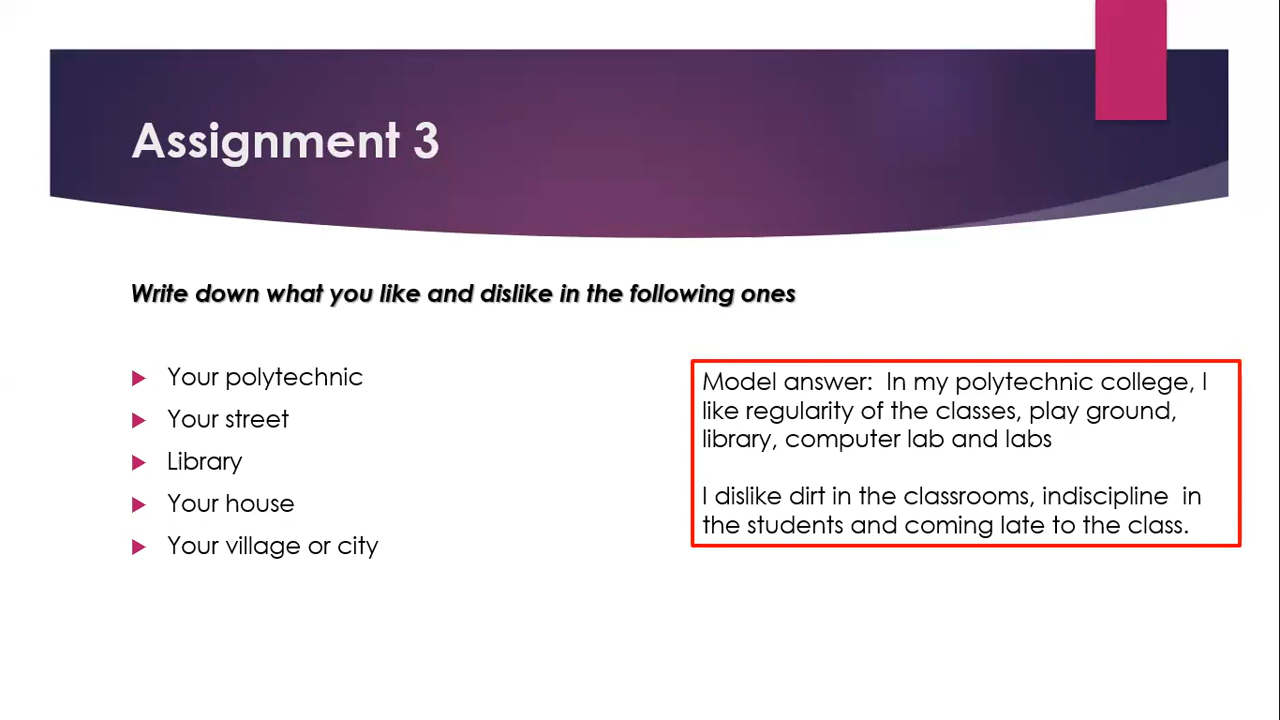 Assignment 3
Write down what you like and dislike in the following ones
Your polytechnic
Your street
Library
Your house
Your village or city
Model answer:  In my polytechnic college, I
like regularity of the classes, play ground,
library, computer lab and labs
I dislike dirt in the classrooms, indiscipline  in
the students and coming late to the class.